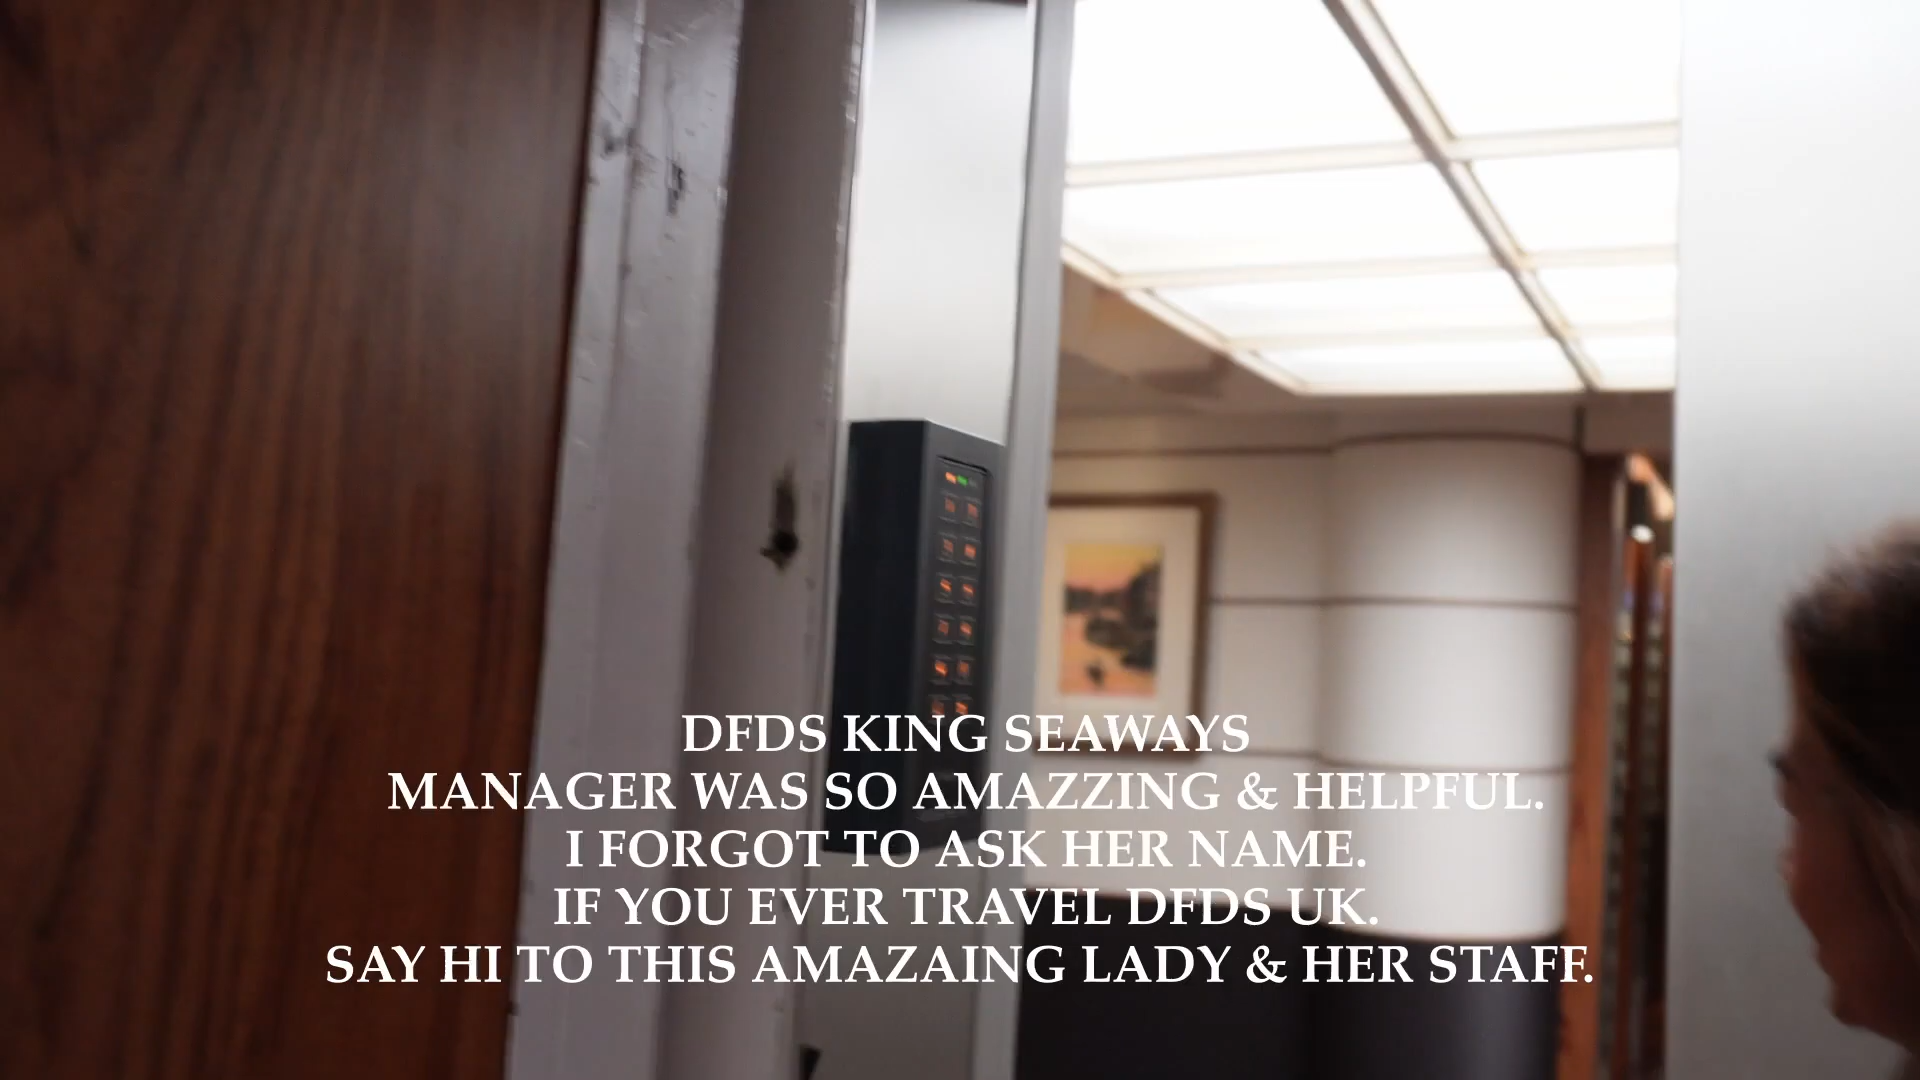 DFDS KING SEAWAYS
MANAGER WAS SO AMAZZING & HELPFUL.
I FORGOT TO ASK HER NAME.
IF YOU EVER TRAVEL DFDS UK.
SAY HI TO THIS AMAZAING LADY & HER STAFF.